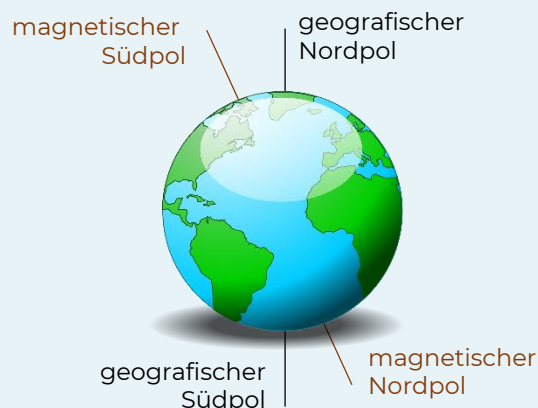 magnetischer
Südpol
geografischer
Nordpol
geografischer
Südpol
magnetischer
Nordpol